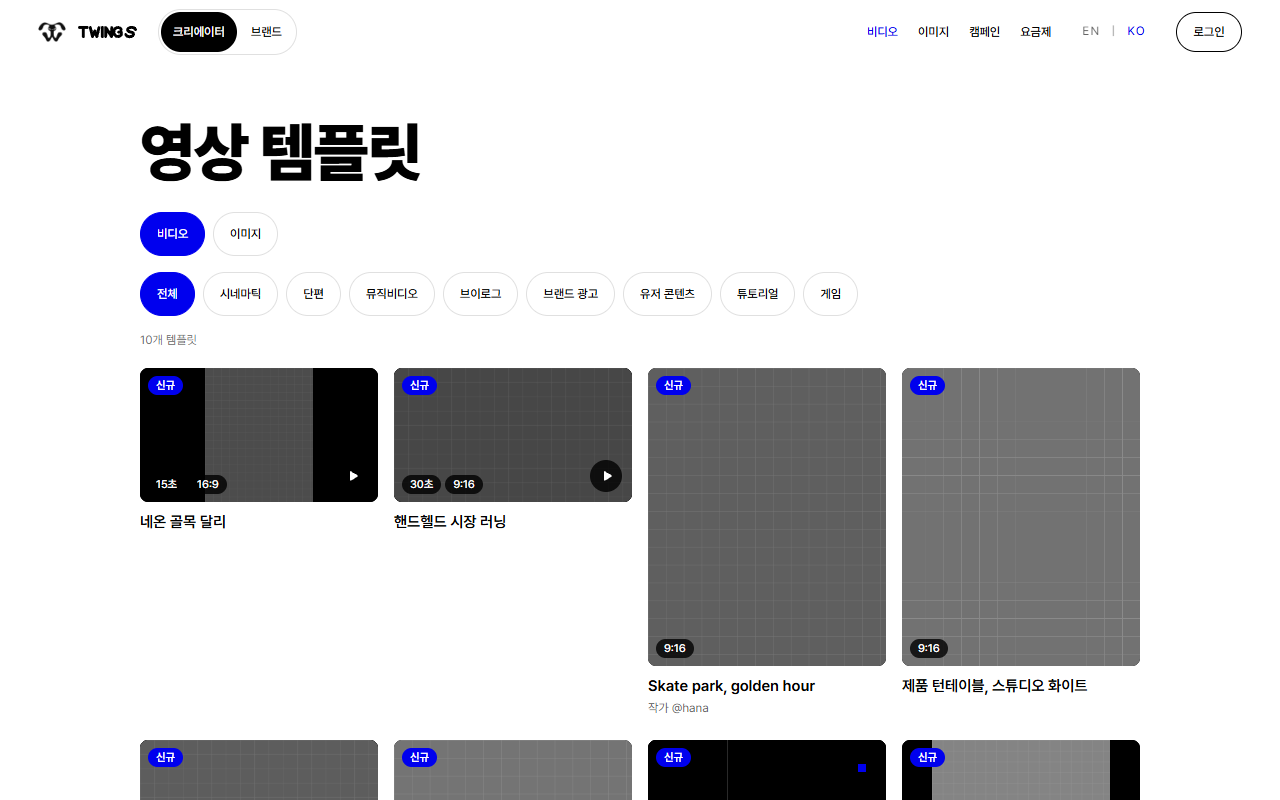 TWINGS 크리에이터 브랜드 비디오 이미지 캠페인 요금제 EN | KO 로그인
영상 템플릿
비디오 이미지
전체 시네마틱 단편 뮤직비디오 브이로그 브랜드 광고 유저 콘텐츠 튜토리얼 게임
10개 템플릿
신규 신규 신규 신규
15초 16:9 30초 9:16
네온 골목 달리 핸드헬드 시장 러닝
9:16 9:16
Skate park, golden hour 제품 턴테이블, 스튜디오 화이트
작가 @hana
신규 신규 신규 신규